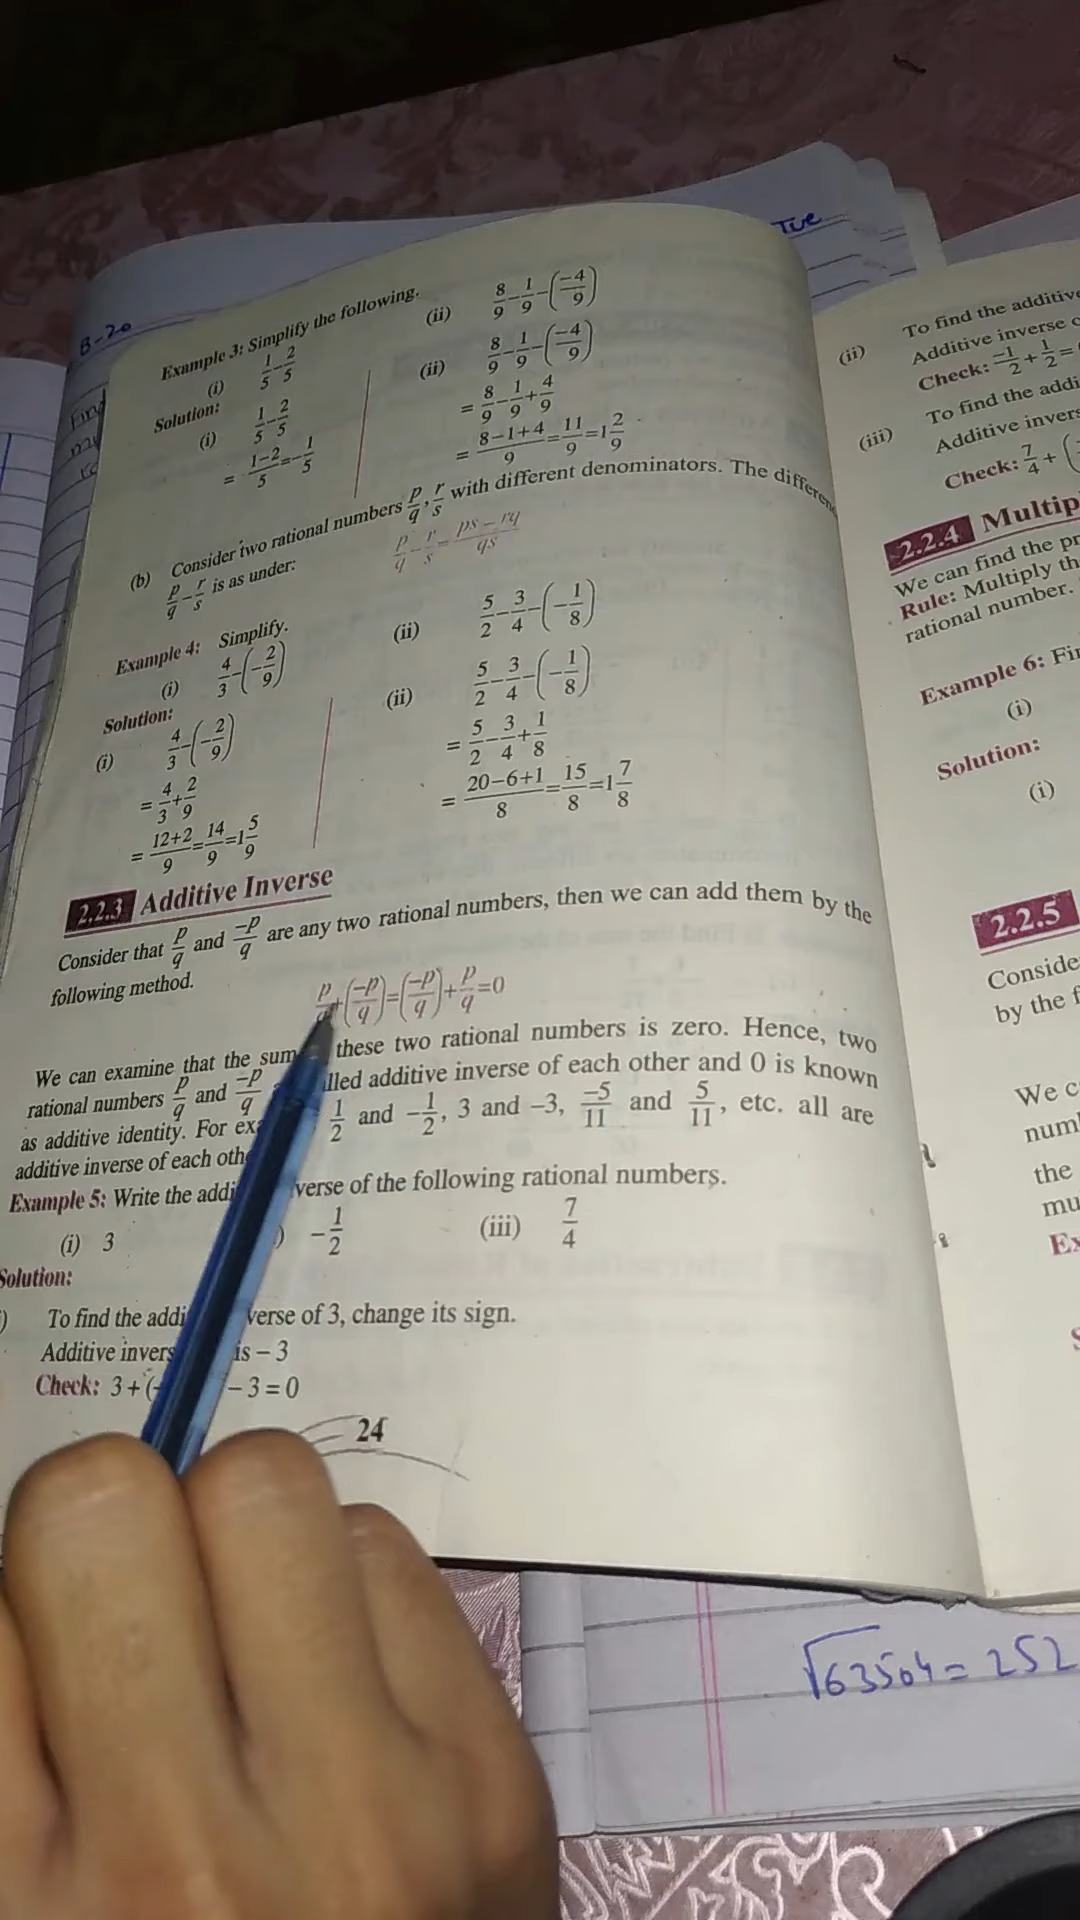 B-20
Tue
Example 3: Simplify the following.
(i) 1/5 - 2/5
(ii) 8/9 - 1/9 - (-4/9)
Solution:
(i) 1/5 - 2/5
= 1-2/5 = -1/5
(ii) 8/9 - 1/9 - (-4/9)
= 8/9 - 1/9 + 4/9
= 8-1+4/9 = 11/9 = 1 2/9
(b) Consider two rational numbers p/q, r/s with different denominators. The
p/q - r/s is as under:
p/q - r/s = ps - rq/qs
Example 4: Simplify.
(i) 4/3 - (-2/9)
(ii) 5/2 - 3/4 - (-1/8)
Solution:
(i) 4/3 - (-2/9)
= 4/3 + 2/9
= 12+2/9 = 14/9 = 1 5/9
(ii) 5/2 - 3/4 - (-1/8)
= 5/2 - 3/4 + 1/8
= 20-6+1/8 = 15/8 = 1 7/8
2.2.3 Additive Inverse
Consider that p/q and -p/q are any two rational numbers, then we can add them by the
following method.
p/q + (-p/q) = (-p/q) + p/q = 0
We can examine that the sum these two rational numbers is zero. Hence, two
rational numbers p/q and -p/q lled additive inverse of each other and 0 is known
as additive identity. For ex 1/2 and -1/2, 3 and -3, -5/11 and 5/11, etc. all are
additive inverse of each oth
Example 5: Write the addi verse of the following rational numbers.
(i) 3 ) -1/2 (iii) 7/4
Solution:
) To find the addi verse of 3, change its sign.
Additive invers is - 3
Check: 3 + (- - 3 = 0
24
(ii) To find the additive
Additive inverse
Check: -1/2 + 1/2 =
(iii) To find the addi
Additive invers
Check: 7/4 + (
2.2.4 Multip
We can find the pr
Rule: Multiply th
rational number.
Example 6: Fi
(i)
Solution:
(i)
2.2.5
Conside
by the f
We c
num
the
mu
Ex
√63504 = 252